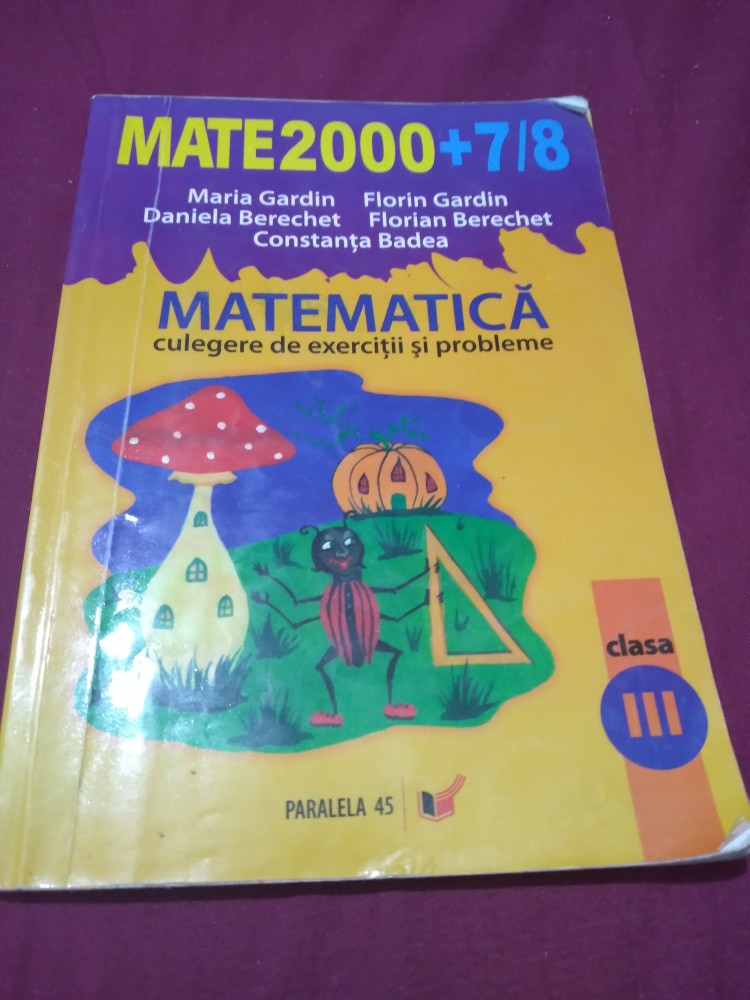 MATE2000+7/8
Maria Gardin Florin Gardin
Daniela Berechet Florian Berechet
Constanța Badea
MATEMATICĂ
culegere de exerciții și probleme
clasa
III
PARALELA 45